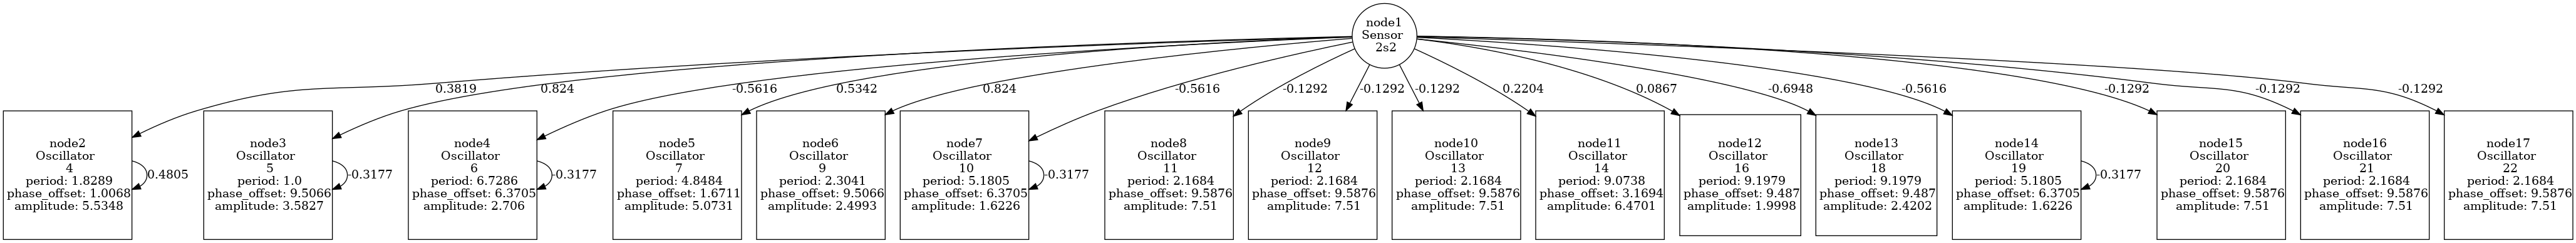 node1
Sensor
2s2
0.3819
0.824
-0.5616
0.5342
0.824
-0.5616
-0.1292
-0.1292
-0.1292
0.2204
0.0867
-0.6948
-0.5616
-0.1292
-0.1292
-0.1292
node2
Oscillator
4
period: 1.8289
phase_offset: 1.0068
amplitude: 5.5348
0.4805
node3
Oscillator
5
period: 1.0
phase_offset: 9.5066
amplitude: 3.5827
-0.3177
node4
Oscillator
6
period: 6.7286
phase_offset: 6.3705
amplitude: 2.706
-0.3177
node5
Oscillator
7
period: 4.8484
phase_offset: 1.6711
amplitude: 5.0731
node6
Oscillator
9
period: 2.3041
phase_offset: 9.5066
amplitude: 2.4993
node7
Oscillator
10
period: 5.1805
phase_offset: 6.3705
amplitude: 1.6226
-0.3177
node8
Oscillator
11
period: 2.1684
phase_offset: 9.5876
amplitude: 7.51
node9
Oscillator
12
period: 2.1684
phase_offset: 9.5876
amplitude: 7.51
node10
Oscillator
13
period: 2.1684
phase_offset: 9.5876
amplitude: 7.51
node11
Oscillator
14
period: 9.0738
phase_offset: 3.1694
amplitude: 6.4701
node12
Oscillator
16
period: 9.1979
phase_offset: 9.487
amplitude: 1.9998
node13
Oscillator
18
period: 9.1979
phase_offset: 9.487
amplitude: 2.4202
node14
Oscillator
19
period: 5.1805
phase_offset: 6.3705
amplitude: 1.6226
-0.3177
node15
Oscillator
20
period: 2.1684
phase_offset: 9.5876
amplitude: 7.51
node16
Oscillator
21
period: 2.1684
phase_offset: 9.5876
amplitude: 7.51
node17
Oscillator
22
period: 2.1684
phase_offset: 9.5876
amplitude: 7.51